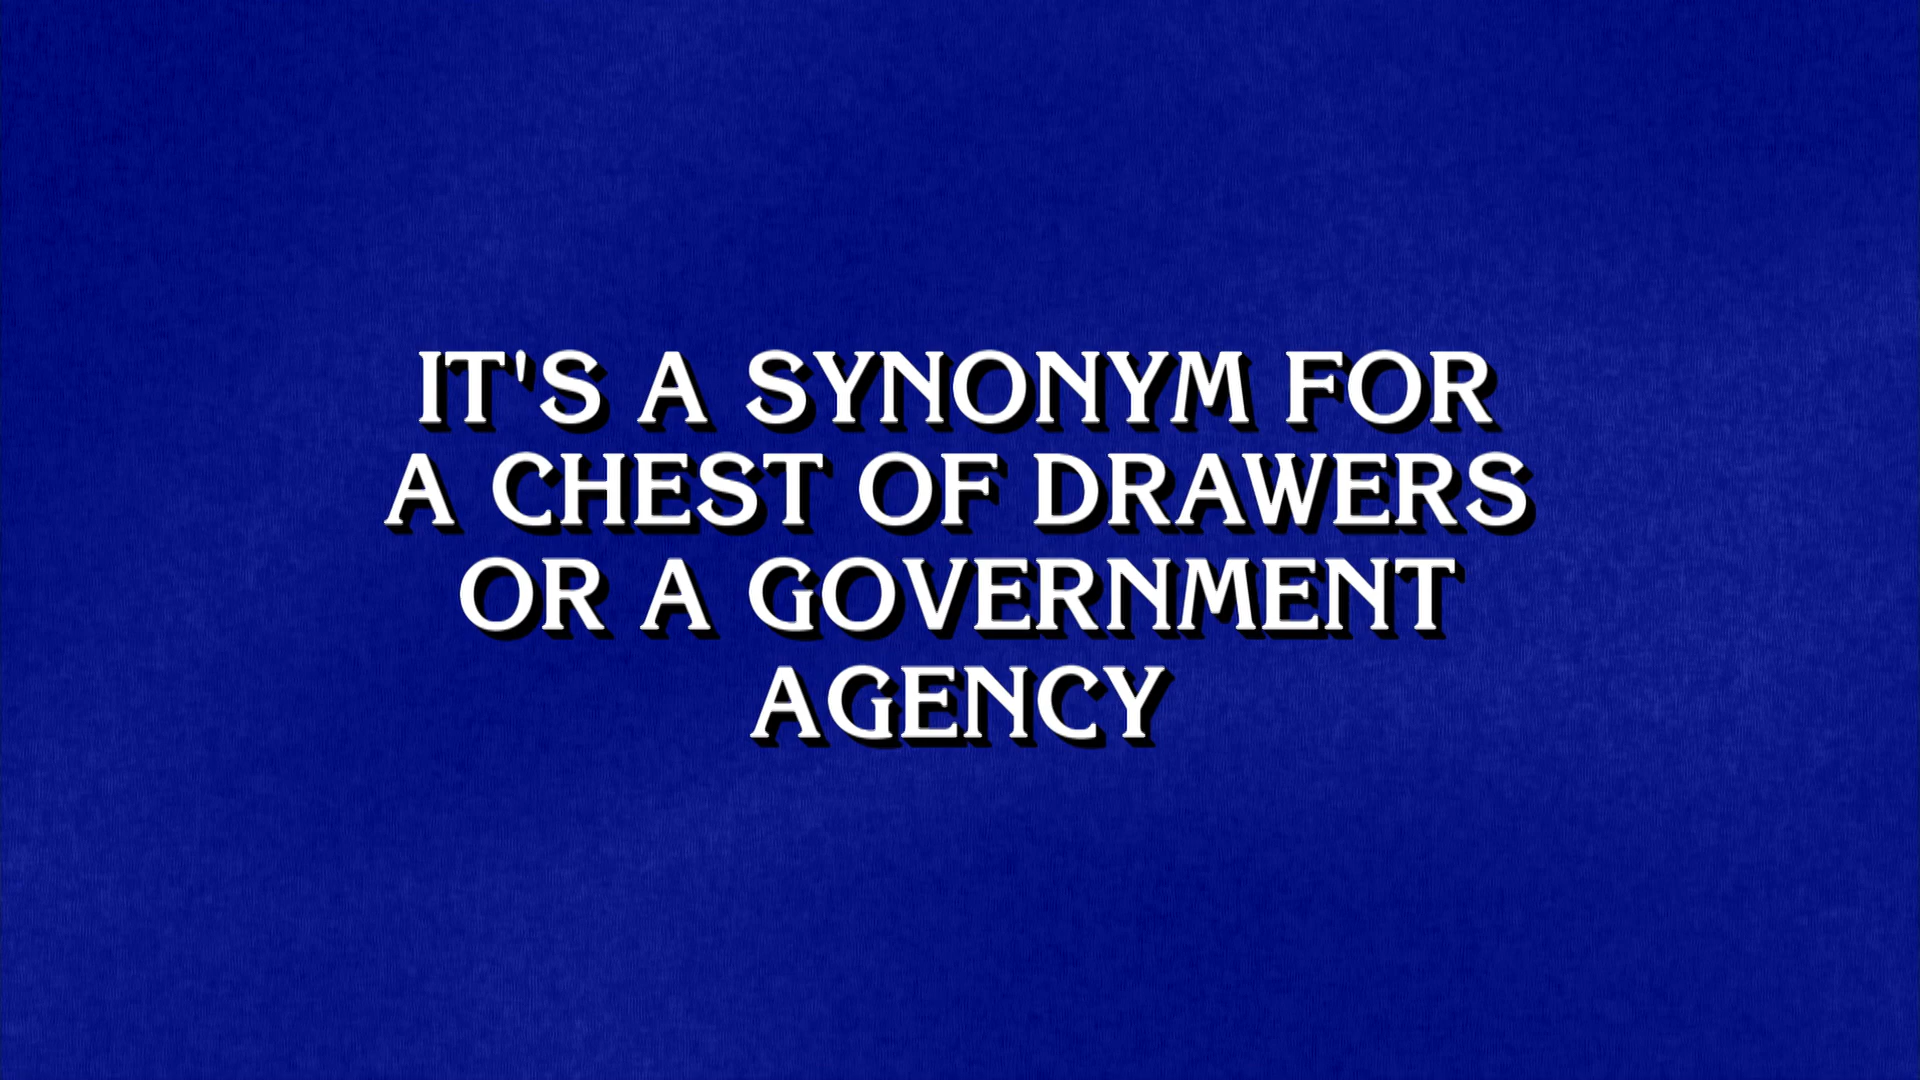 IT'S A SYNONYM FOR
A CHEST OF DRAWERS
OR A GOVERNMENT
AGENCY